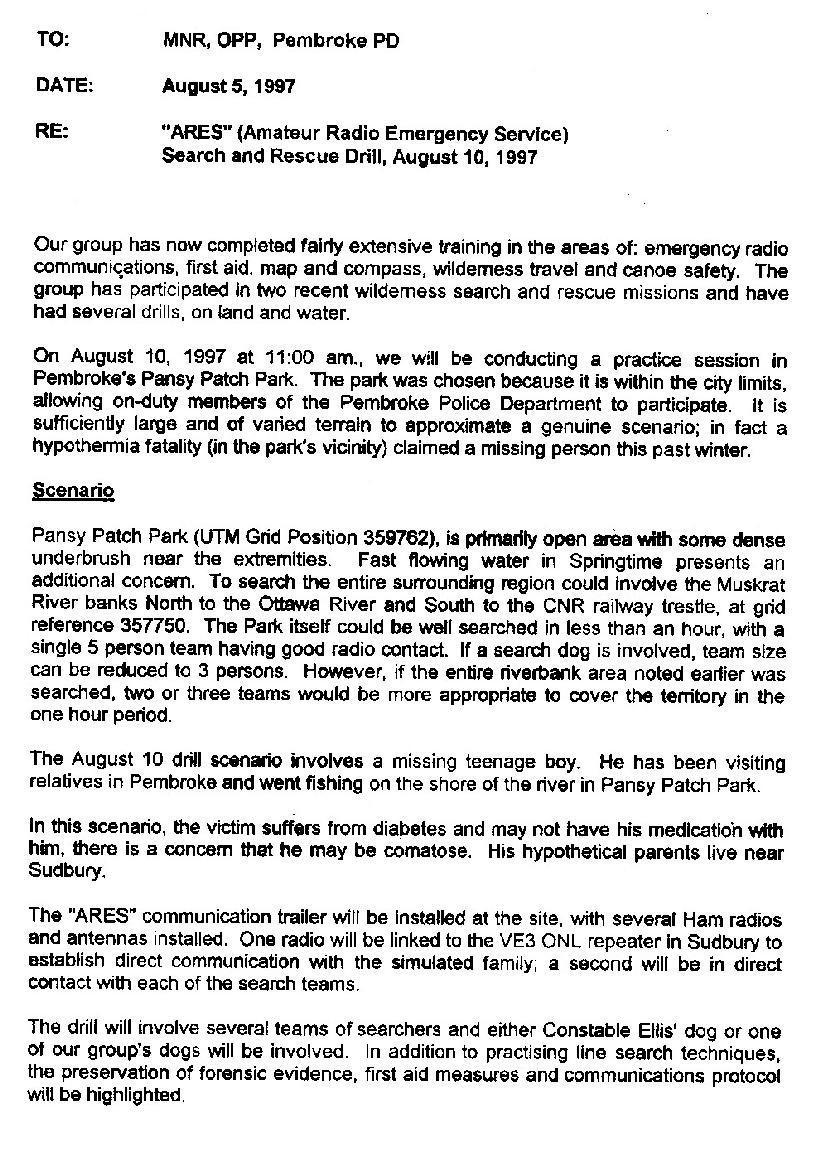 TO: MNR, OPP, Pembroke PD
DATE: August 5, 1997
RE: "ARES" (Amateur Radio Emergency Service)
Search and Rescue Drill, August 10, 1997
Our group has now completed fairly extensive training in the areas of: emergency radio
communications, first aid, map and compass, wilderness travel and canoe safety. The
group has participated in two recent wilderness search and rescue missions and have
had several drills, on land and water.
On August 10, 1997 at 11:00 am., we will be conducting a practice session in
Pembroke's Pansy Patch Park. The park was chosen because it is within the city limits,
allowing on-duty members of the Pembroke Police Department to participate. It is
sufficiently large and of varied terrain to approximate a genuine scenario; in fact a
hypothermia fatality (in the park's vicinity) claimed a missing person this past winter.
Scenario
Pansy Patch Park (UTM Grid Position 359762), is primarily open area with some dense
underbrush near the extremities. Fast flowing water in Springtime presents an
additional concern. To search the entire surrounding region could involve the Muskrat
River banks North to the Ottawa River and South to the CNR railway trestle, at grid
reference 357750. The Park itself could be well searched in less than an hour, with a
single 5 person team having good radio contact. If a search dog is involved, team size
can be reduced to 3 persons. However, if the entire riverbank area noted earlier was
searched, two or three teams would be more appropriate to cover the territory in the
one hour period.
The August 10 drill scenario involves a missing teenage boy. He has been visiting
relatives in Pembroke and went fishing on the shore of the river in Pansy Patch Park.
In this scenario, the victim suffers from diabetes and may not have his medication with
him, there is a concern that he may be comatose. His hypothetical parents live near
Sudbury.
The "ARES" communication trailer will be installed at the site, with several Ham radios
and antennas installed. One radio will be linked to the VE3 ONL repeater in Sudbury to
establish direct communication with the simulated family; a second will be in direct
contact with each of the search teams.
The drill will involve several teams of searchers and either Constable Ellis' dog or one
of our group's dogs will be involved. In addition to practising line search techniques,
the preservation of forensic evidence, first aid measures and communications protocol
will be highlighted.